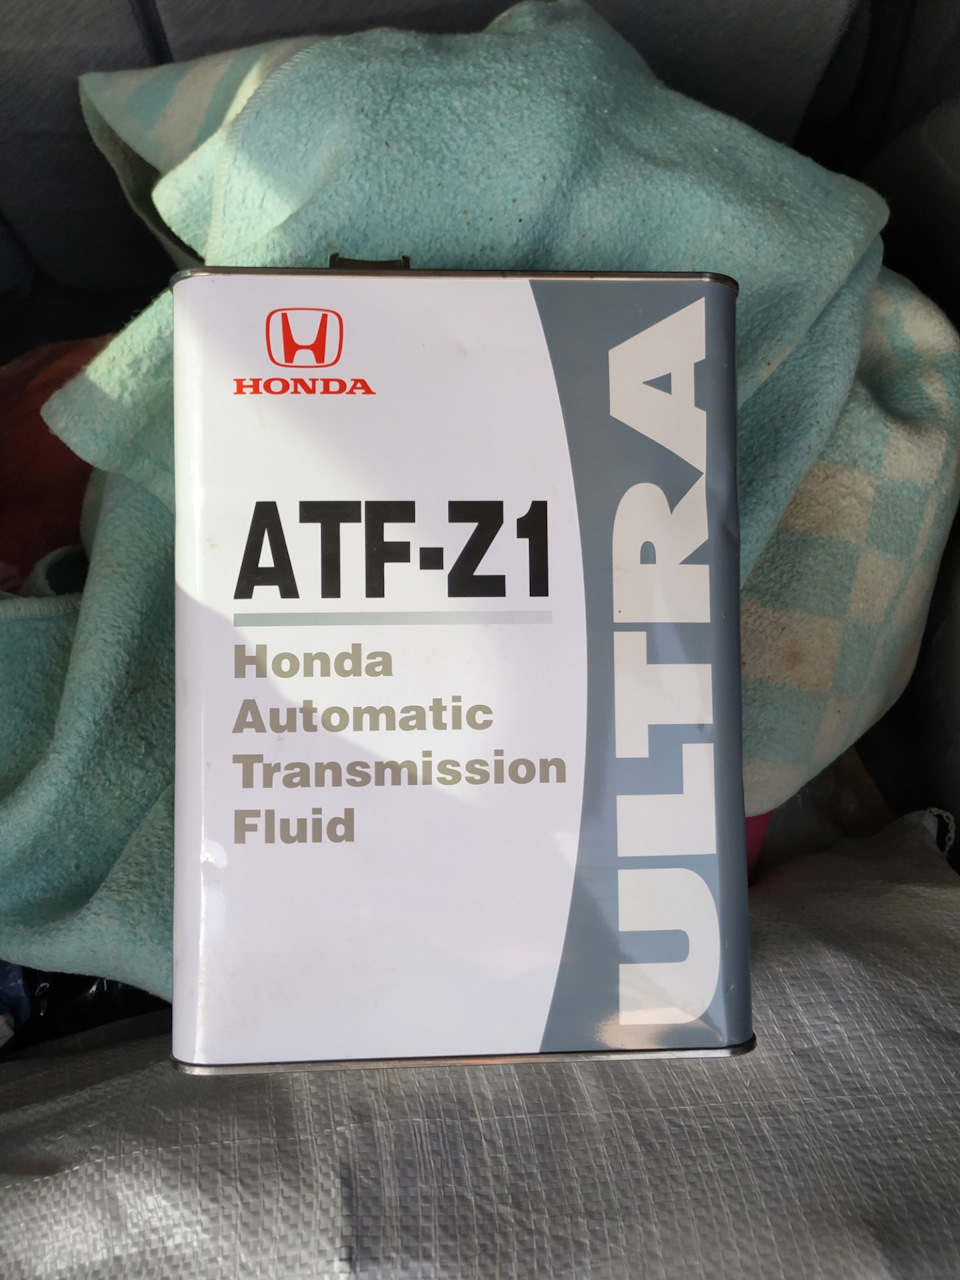 HONDA
ATF-Z1
Honda
Automatic
Transmission
Fluid
ULTRA